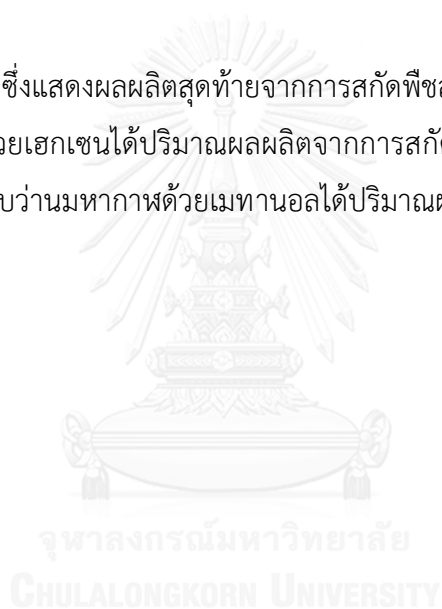 ซึ่งแสดงผลผลิตสุดท้ายจากการสกัดพืชส
วยเฮกเซนได้ปริมาณผลผลิตจากการสกัด
บว่านมหากาฬด้วยเมทานอลได้ปริมาณผ
จุฬาลงกรณ์มหาวิทยาลัย
CHULALONGKORN UNIVERSITY